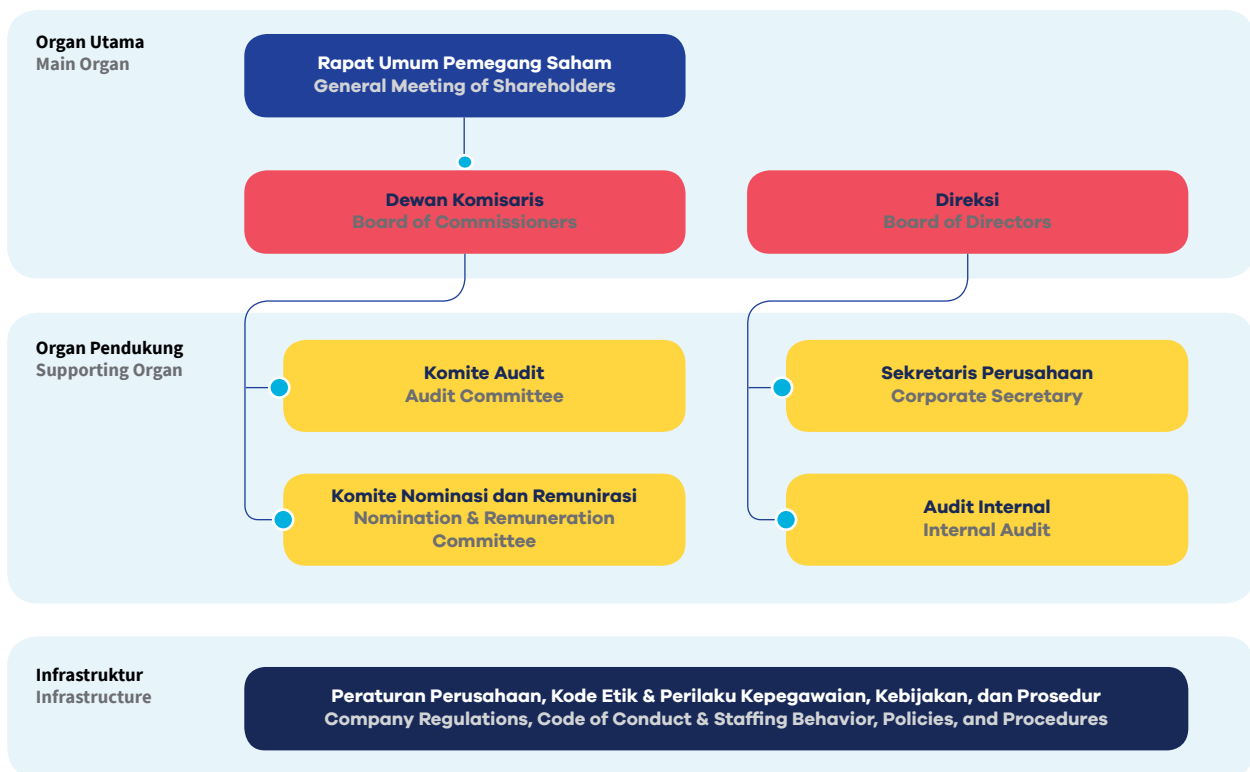 Organ Utama
Main Organ
Rapat Umum Pemegang Saham
General Meeting of Shareholders
Dewan Komisaris
Board of Commissioners
Direksi
Board of Directors
Organ Pendukung
Supporting Organ
Komite Audit
Audit Committee
Sekretaris Perusahaan
Corporate Secretary
Komite Nominasi dan Remunirasi
Nomination & Remuneration
Committee
Audit Internal
Internal Audit
Infrastruktur
Infrastructure
Peraturan Perusahaan, Kode Etik & Perilaku Kepegawaian, Kebijakan, dan Prosedur
Company Regulations, Code of Conduct & Staffing Behavior, Policies, and Procedures